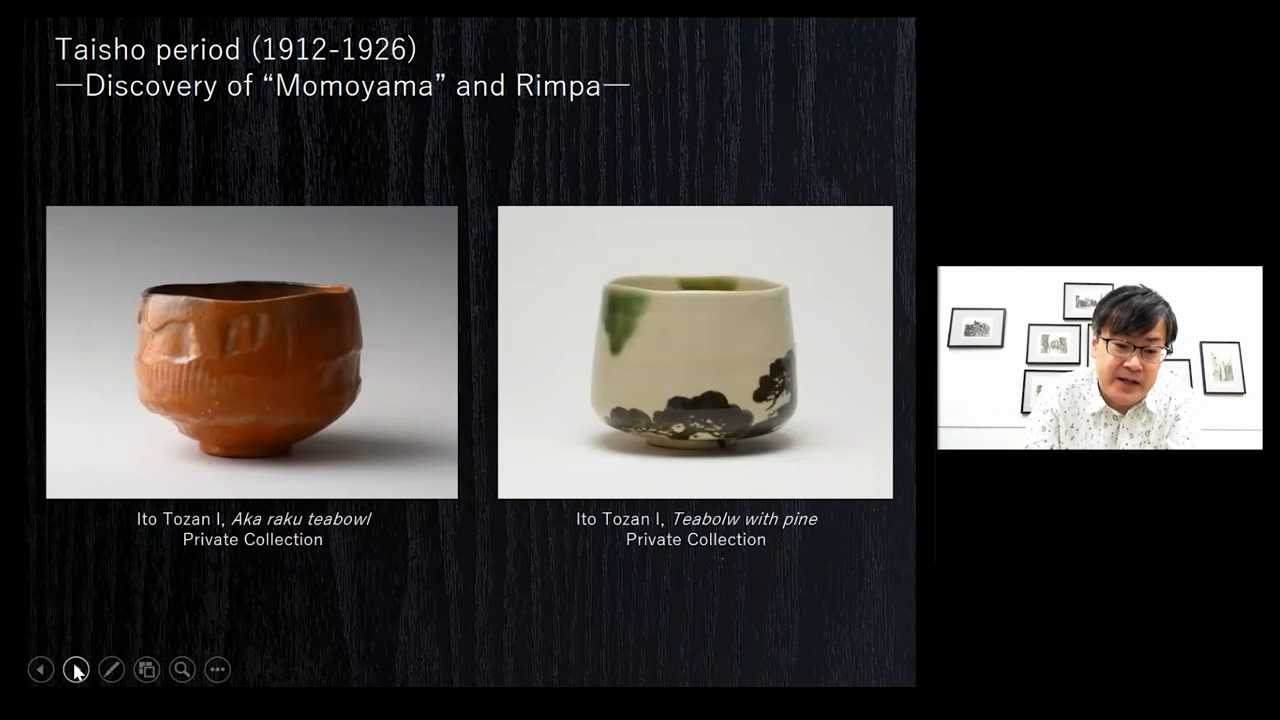 Taisho period (1912-1926)
—Discovery of “Momoyama” and Rimpa—
Ito Tozan I, Aka raku teabowl
Private Collection
Ito Tozan I, Teabolw with pine
Private Collection